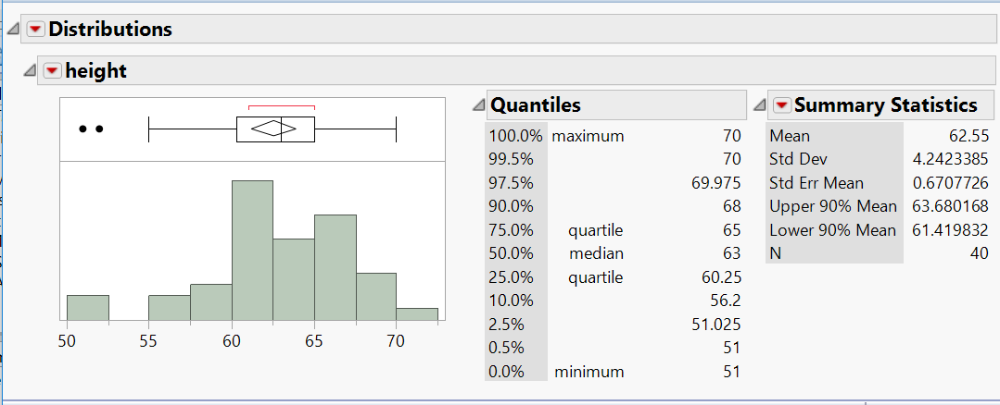 Distributions
height
50 55 60 65 70
Quantiles
100.0% maximum 70
99.5% 70
97.5% 69.975
90.0% 68
75.0% quartile 65
50.0% median 63
25.0% quartile 60.25
10.0% 56.2
2.5% 51.025
0.5% 51
0.0% minimum 51
Summary Statistics
Mean 62.55
Std Dev 4.2423385
Std Err Mean 0.6707726
Upper 90% Mean 63.680168
Lower 90% Mean 61.419832
N 40